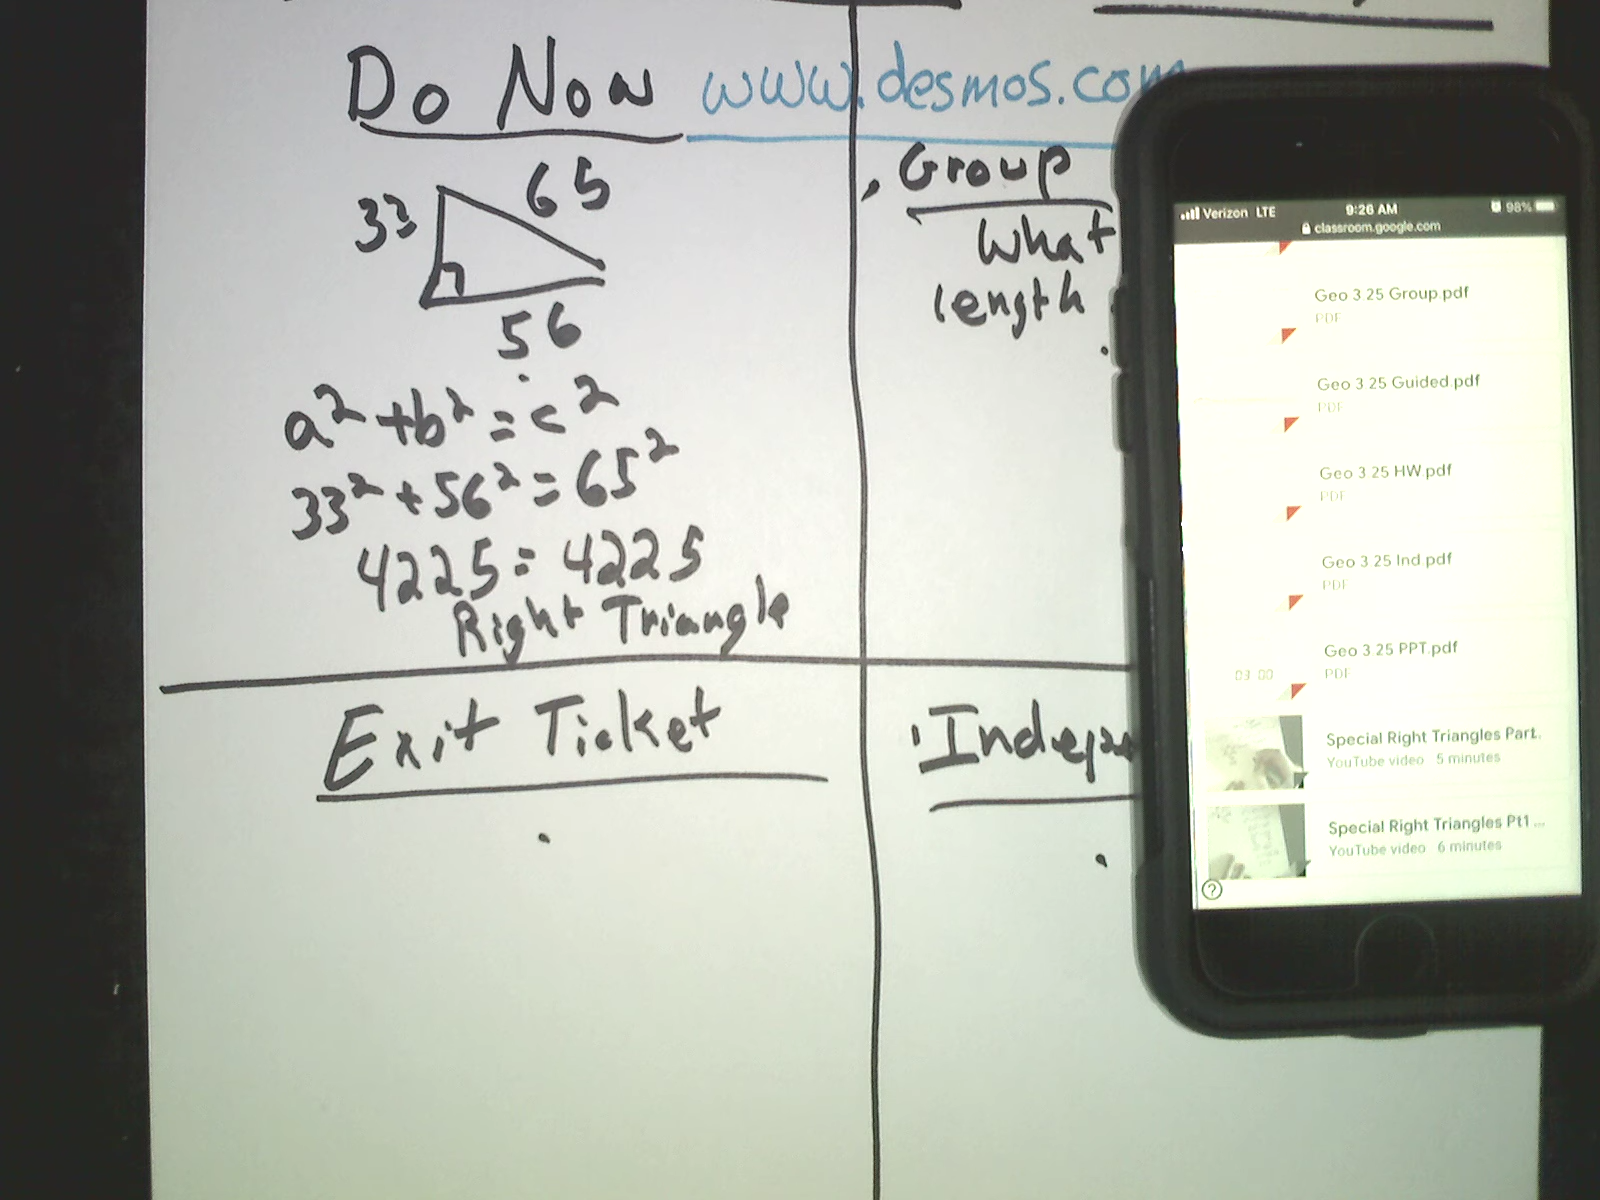 Do Now www.desmos.com
33
65
56
a² + b² = c²
33² + 56² = 65²
4225 = 4225
Right Triangle
Group
What
length
Exit Ticket
Verizon LTE 9:26 AM 98%
classroom.google.com
Geo 3 25 Group.pdf
PDF
Geo 3 25 Guided.pdf
PDF
Geo 3 25 HW.pdf
PDF
Geo 3 25 Ind.pdf
PDF
Geo 3 25 PPT.pdf
03 00 PDF
Special Right Triangles Part.
YouTube video 5 minutes
Special Right Triangles Pt1 ...
YouTube video 6 minutes
?